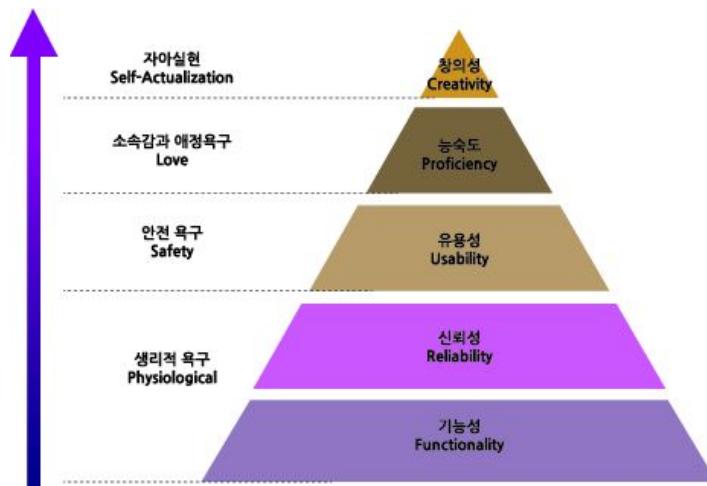 자아실현
Self-Actualization
창의성
Creativity
소속감과 애정욕구
Love
능숙도
Proficiency
안전 욕구
Safety
유용성
Usability
신뢰성
Reliability
생리적 욕구
Physiological
기능성
Functionality